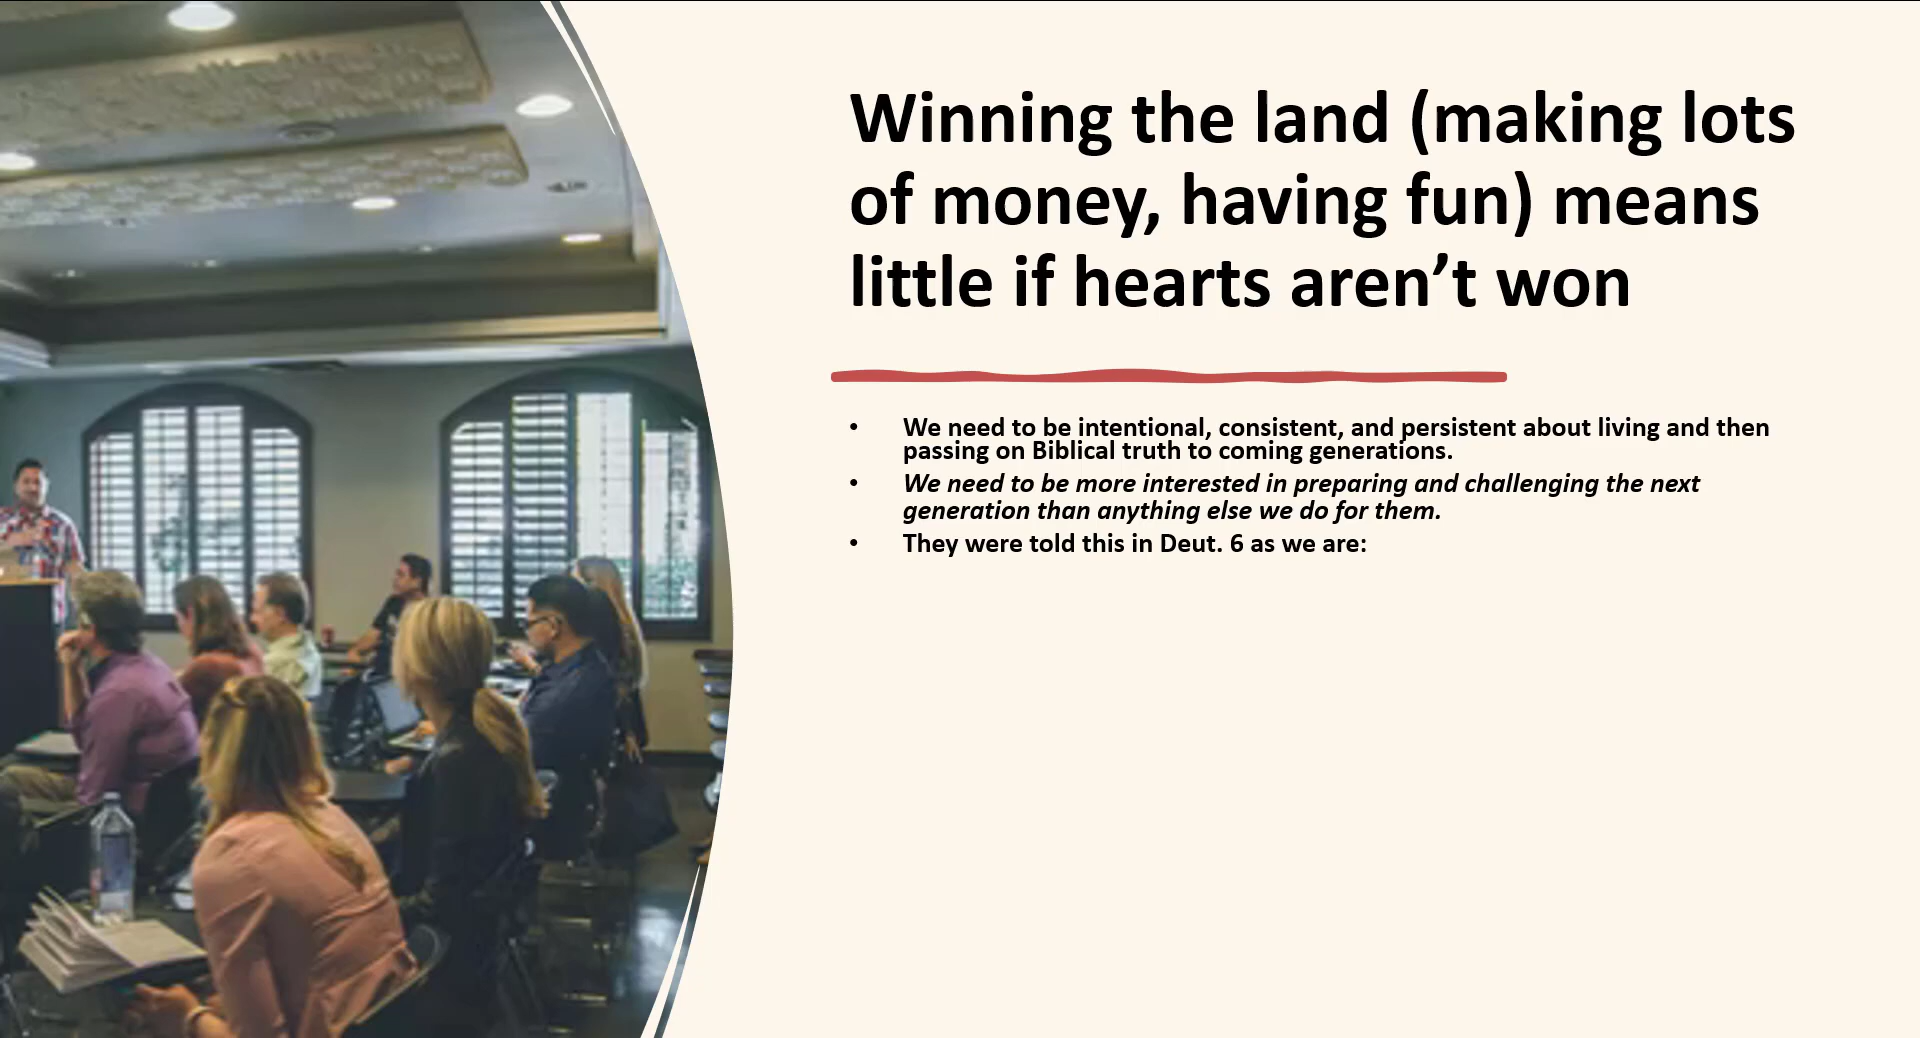 Winning the land (making lots
of money, having fun) means
little if hearts aren’t won
• We need to be intentional, consistent, and persistent about living and then
passing on Biblical truth to coming generations.
• We need to be more interested in preparing and challenging the next
generation than anything else we do for them.
• They were told this in Deut. 6 as we are: